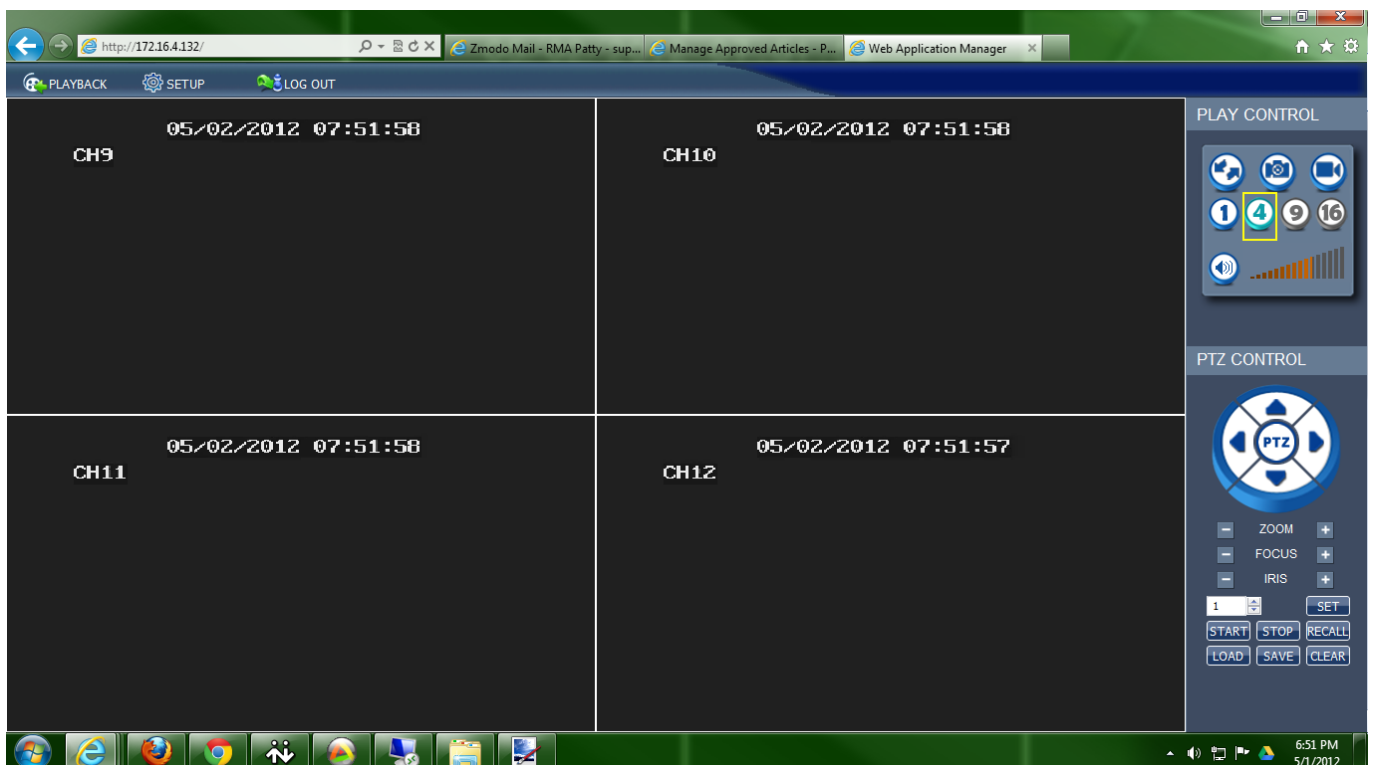 http://172.16.4.132/
Zmodo Mail - RMA Patty - sup...
Manage Approved Articles - P...
Web Application Manager
PLAYBACK SETUP LOG OUT
05/02/2012 07:51:58
CH9
05/02/2012 07:51:58
CH10
05/02/2012 07:51:58
CH11
05/02/2012 07:51:57
CH12
PLAY CONTROL
1 4 9 16
PTZ CONTROL
PTZ
- ZOOM +
- FOCUS +
- IRIS +
1 SET
START STOP RECALL
LOAD SAVE CLEAR
6:51 PM
5/1/2012